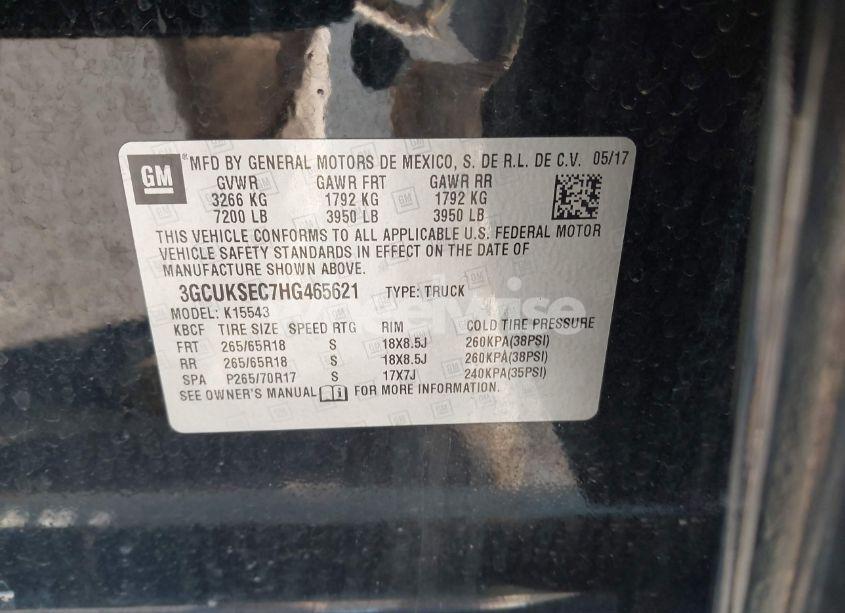 GM
®MFD BY GENERAL MOTORS DE MEXICO, S. DE R.L. DE C.V. 05/17
GVWR GAWR FRT GAWR RR
3266 KG 1792 KG 1792 KG
7200 LB 3950 LB 3950 LB
THIS VEHICLE CONFORMS TO ALL APPLICABLE U.S. FEDERAL MOTOR
VEHICLE SAFETY STANDARDS IN EFFECT ON THE DATE OF
MANUFACTURE SHOWN ABOVE.
3GCUKSEC7HG465621 TYPE: TRUCK
MODEL: K15543
KBCF TIRE SIZE SPEED RTG RIM COLD TIRE PRESSURE
FRT 265/65R18 S 18X8.5J 260KPA(38PSI)
RR 265/65R18 S 18X8.5J 260KPA(38PSI)
SPA P265/70R17 S 17X7J 240KPA(35PSI)
SEE OWNER'S MANUAL FOR MORE INFORMATION.